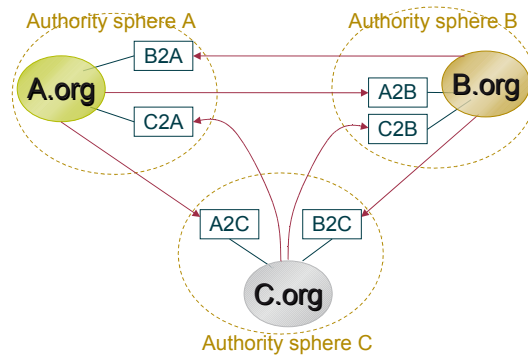 Authority sphere A
Authority sphere B
B2A
A.org
B.org
A2B
C2A
C2B
A2C
B2C
C.org
Authority sphere C